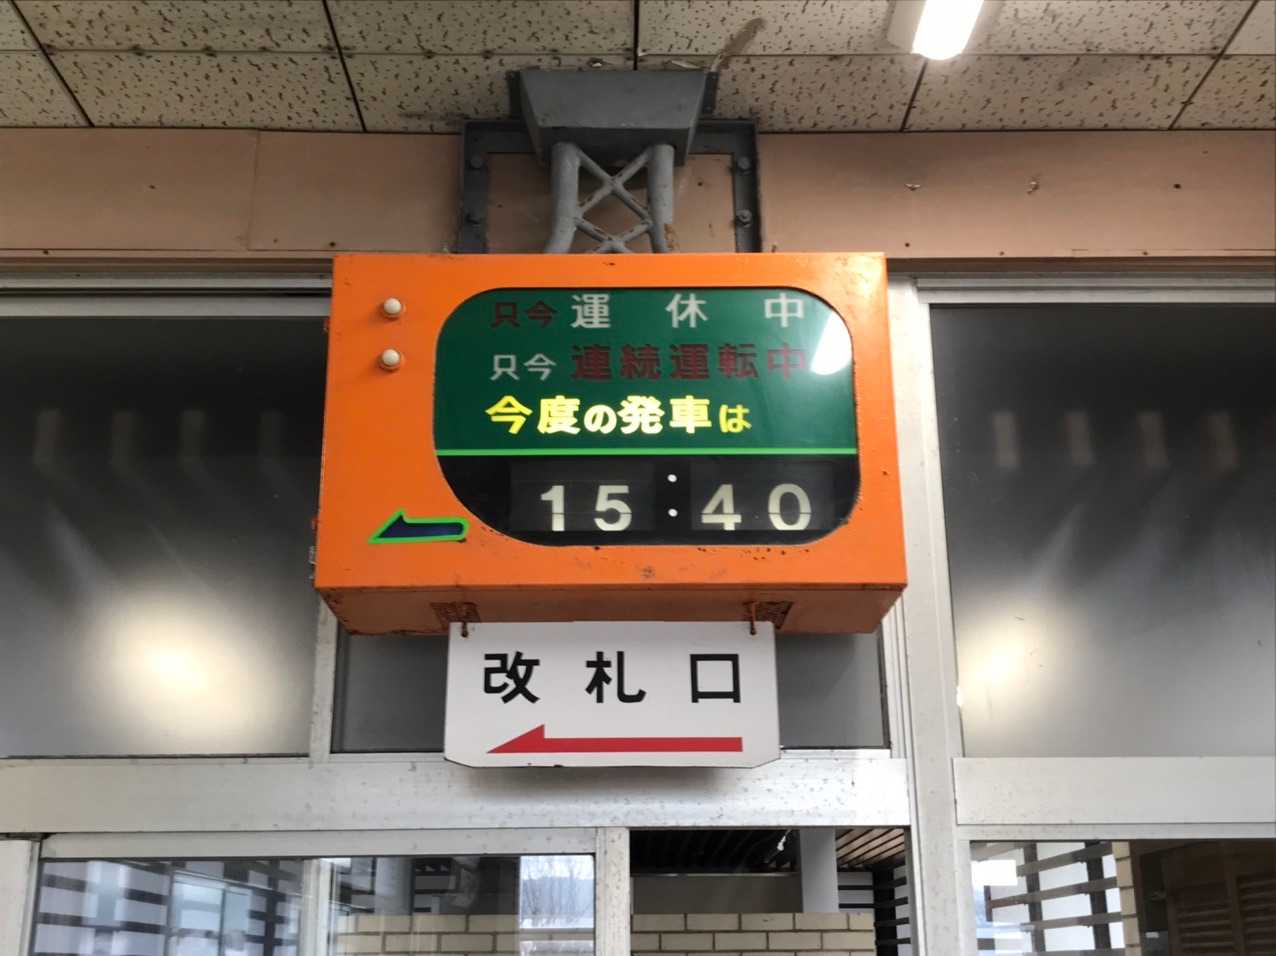 只今 運休中
只今 連続運転中
今度の発車は
15:40
改札口